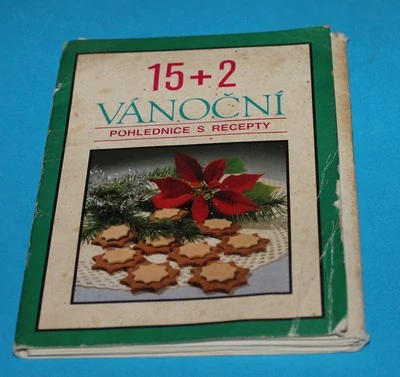 15+2
VÁNOČNÍ
POHLEDNICE S RECEPTY